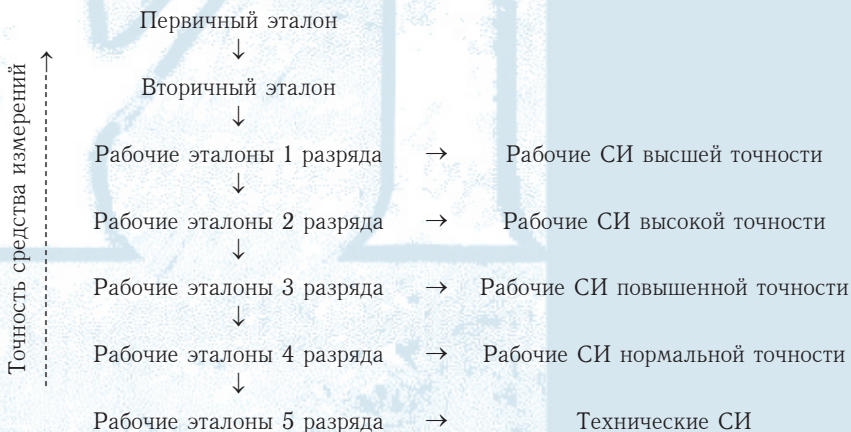 Первичный эталон
↓
Вторичный эталон
↓
Рабочие эталоны 1 разряда → Рабочие СИ высшей точности
↓
Рабочие эталоны 2 разряда → Рабочие СИ высокой точности
↓
Рабочие эталоны 3 разряда → Рабочие СИ повышенной точности
↓
Рабочие эталоны 4 разряда → Рабочие СИ нормальной точности
↓
Рабочие эталоны 5 разряда → Технические СИ
Точность средства измерений